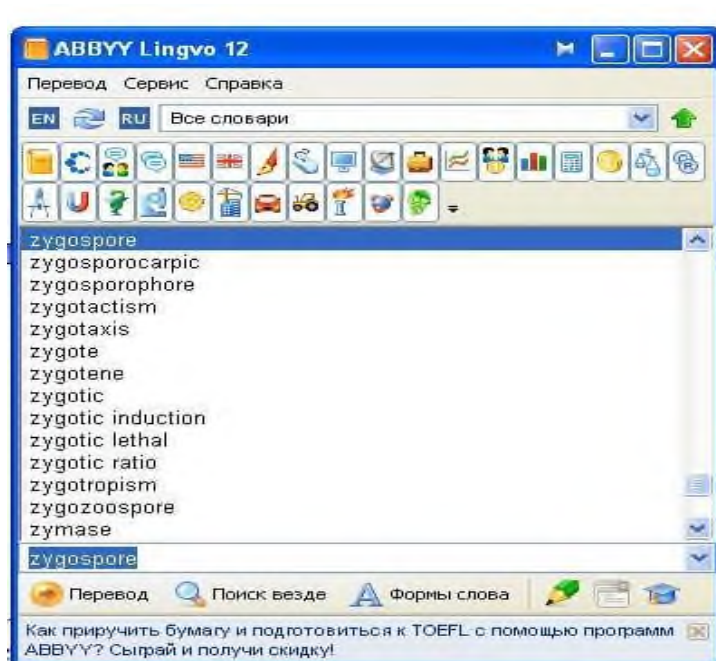 ABBYY Lingvo 12
Перевод Сервис Справка
EN RU Все словари
zygospore
zygosporocarpic
zygosporophore
zygotactism
zygotaxis
zygote
zygotene
zygotic
zygotic induction
zygotic lethal
zygotic ratio
zygotropism
zygozoospore
zymase
zygospore
Перевод Поиск везде Формы слова
Как приручить бумагу и подготовиться к TOEFL с помощью программ
ABBYY? Сыграй и получи скидку!